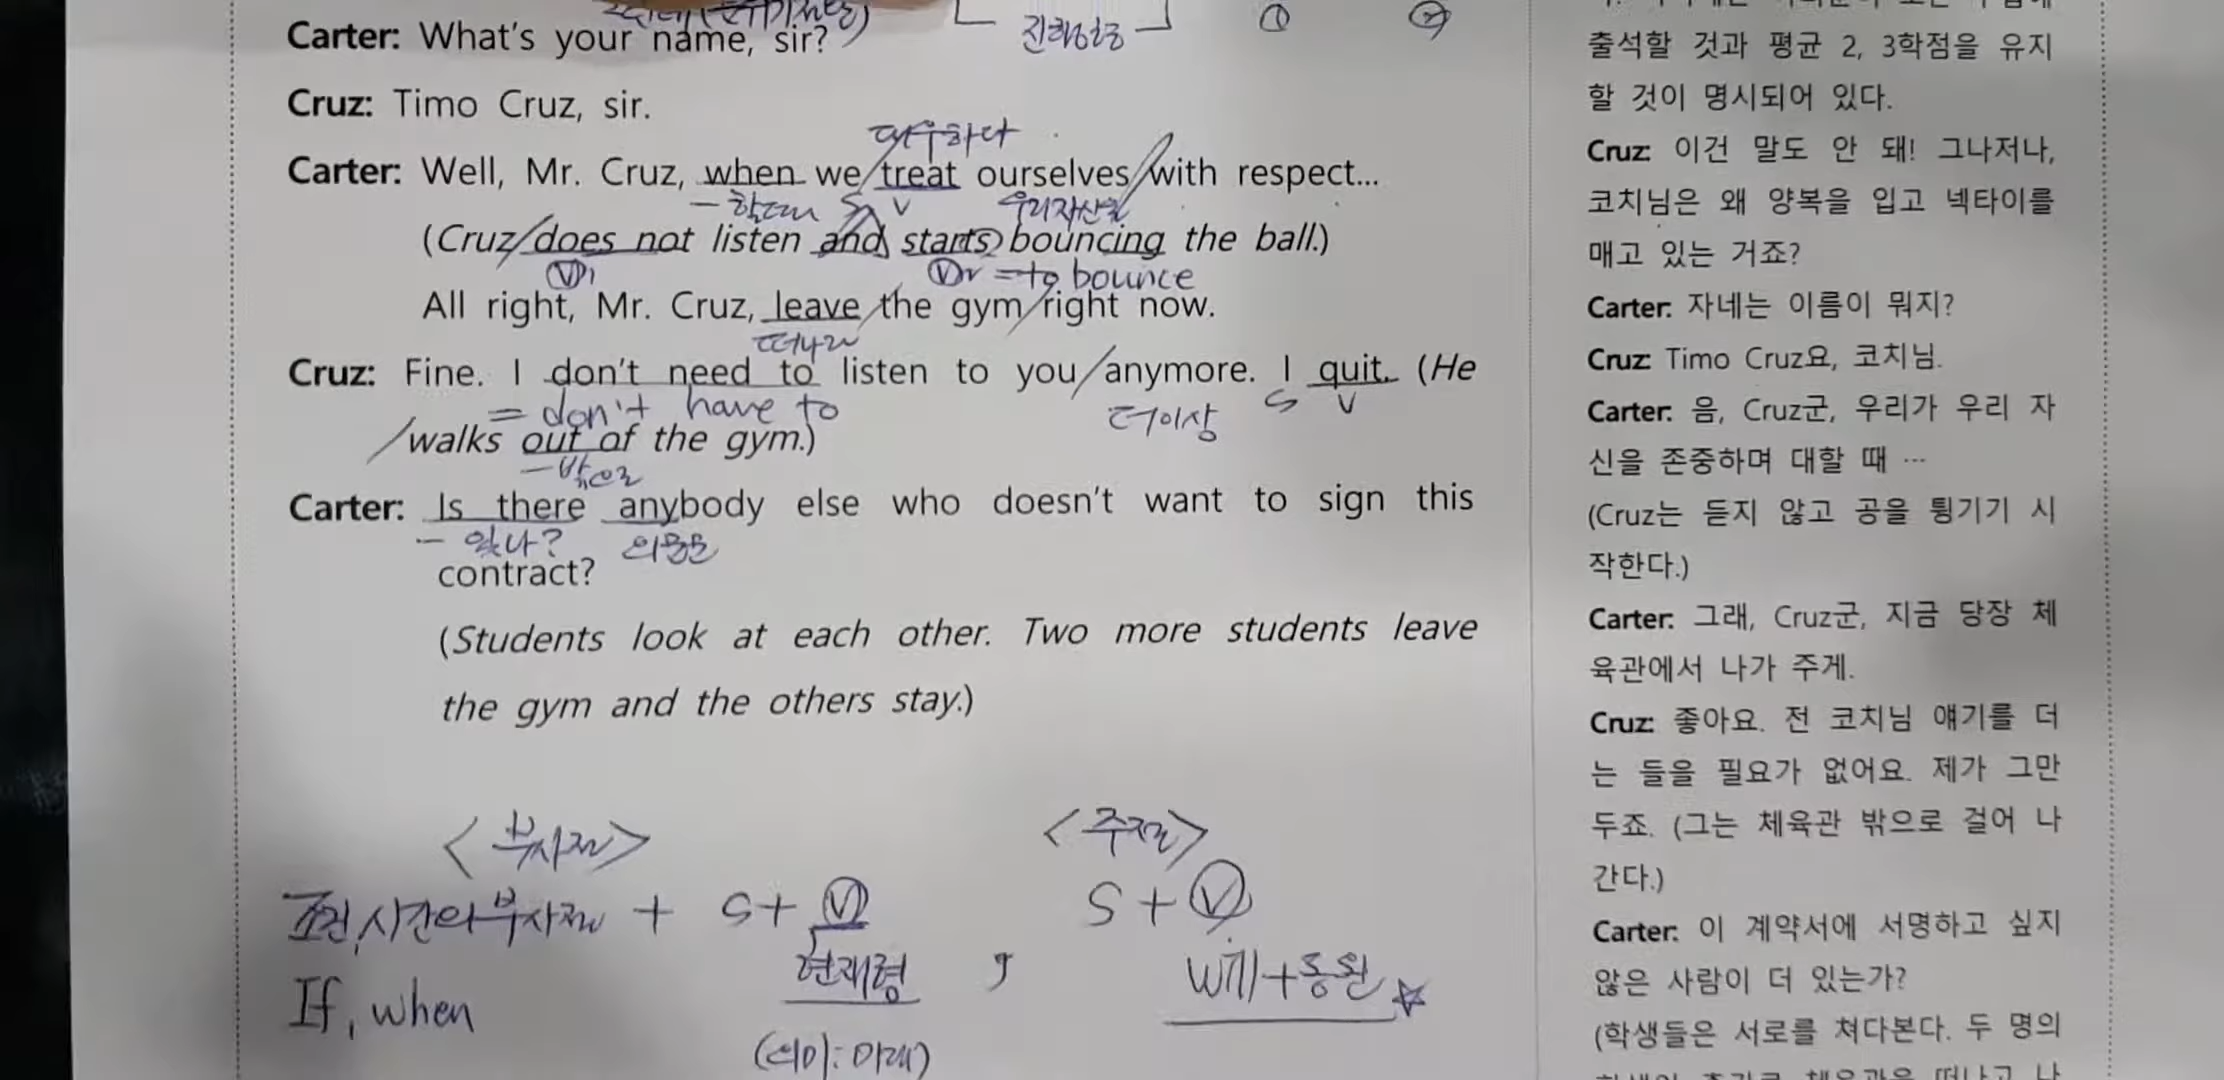 Carter: What's your name, sir?
진행 ① ②
Cruz: Timo Cruz, sir.
대우하다
Carter: Well, Mr. Cruz, when we treat ourselves with respect...
-할때 S V 우리자신을
(Cruz does not listen and starts bouncing the ball.)
V1 V2 = to bounce
All right, Mr. Cruz, leave the gym right now.
떠나라
Cruz: Fine. I don't need to listen to you anymore. I quit. (He
= don't have to 더이상 S V
walks out of the gym.)
-밖으로
Carter: Is there anybody else who doesn't want to sign this
- 있나? 의문문
contract?
(Students look at each other. Two more students leave
the gym and the others stay.)
<부사절> <주절>
조건, 시간의 부사절 + S+ V S+V
현재형 , will+동원 ☆
If, when
(의미: 미래)
출석할 것과 평균 2, 3학점을 유지
할 것이 명시되어 있다.
Cruz: 이건 말도 안 돼! 그나저나,
코치님은 왜 양복을 입고 넥타이를
매고 있는 거죠?
Carter: 자네는 이름이 뭐지?
Cruz: Timo Cruz요, 코치님.
Carter: 음, Cruz군, 우리가 우리 자
신을 존중하며 대할 때 …
(Cruz는 듣지 않고 공을 튕기기 시
작한다.)
Carter: 그래, Cruz군, 지금 당장 체
육관에서 나가 주게.
Cruz: 좋아요. 전 코치님 얘기를 더
는 들을 필요가 없어요. 제가 그만
두죠. (그는 체육관 밖으로 걸어 나
간다.)
Carter: 이 계약서에 서명하고 싶지
않은 사람이 더 있는가?
(학생들은 서로를 쳐다본다. 두 명의